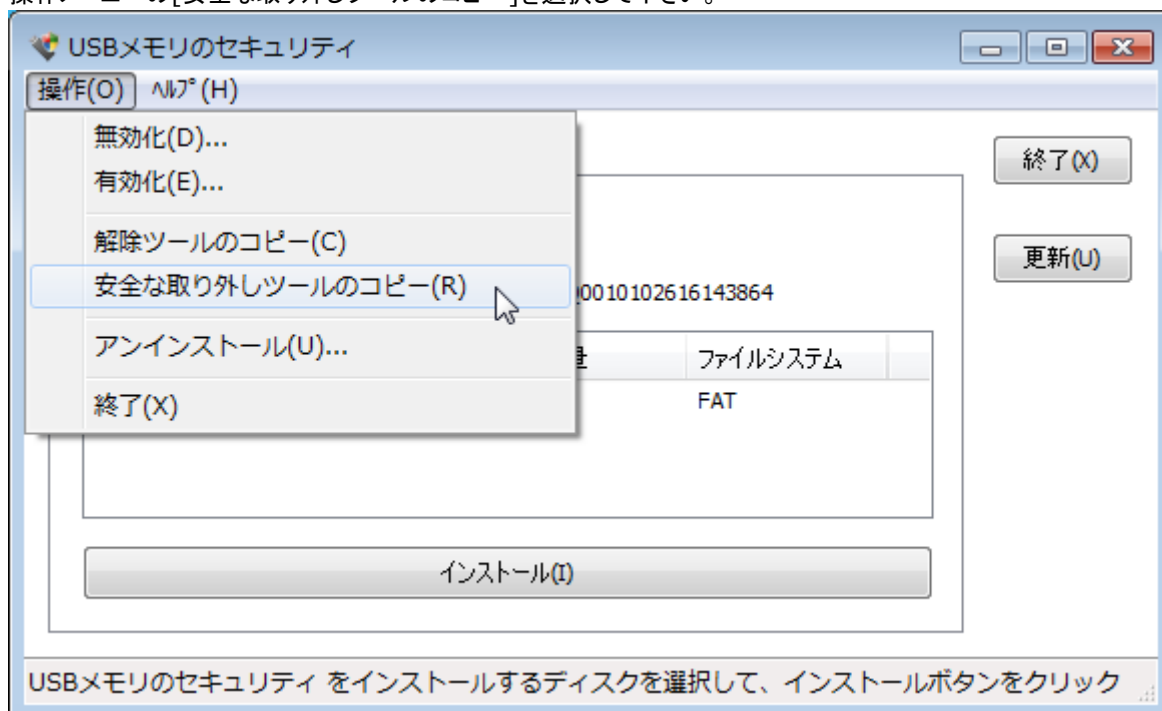 USBメモリのセキュリティ
操作(O) ﾍﾙﾌﾟ(H)
無効化(D)...
有効化(E)...
解除ツールのコピー(C)
安全な取り外しツールのコピー(R)
アンインストール(U)...
終了(X)
終了(X)
更新(U)
0010102616143864
ファイルシステム
FAT
インストール(I)
USBメモリのセキュリティ をインストールするディスクを選択して、インストールボタンをクリック